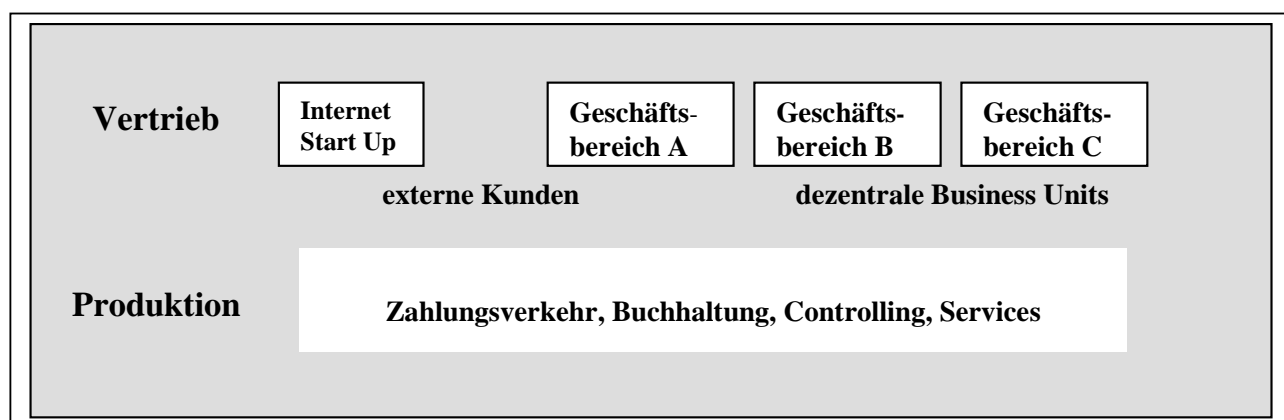 Vertrieb
Internet
Start Up
Geschäfts-
bereich A
Geschäfts-
bereich B
Geschäfts-
bereich C
externe Kunden
dezentrale Business Units
Produktion
Zahlungsverkehr, Buchhaltung, Controlling, Services